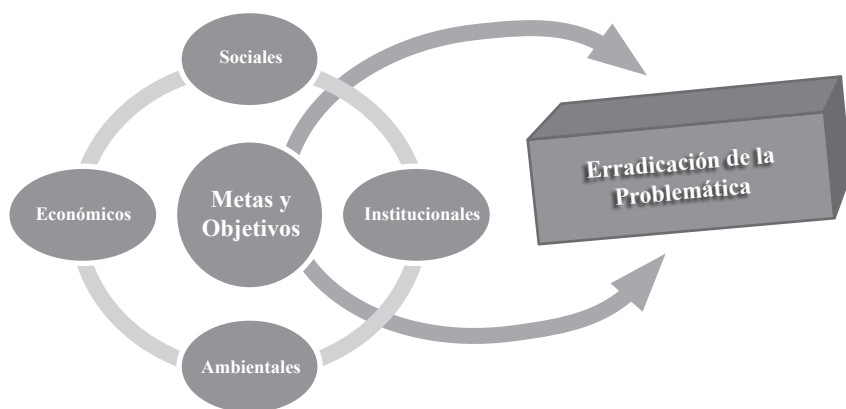 Sociales
Económicos
Metas y
Objetivos
Institucionales
Ambientales
Erradicación de la
Problemática